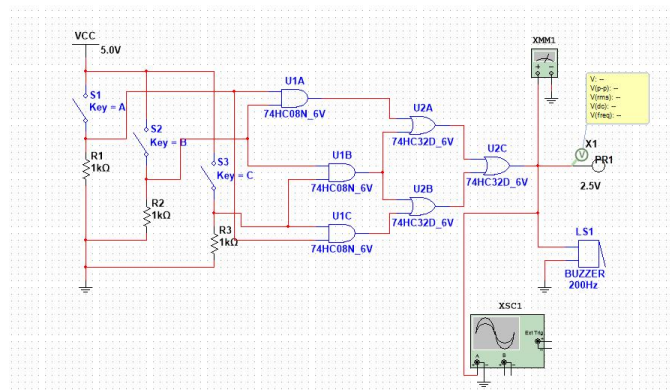 VCC
5.0V
XMM1
V: --
V(p-p): --
V(rms): --
V(dc): --
V(freq): --
S1
Key = A
U1A
74HC08N_6V
U2A
74HC32D_6V
S2
Key = B
R1
1kΩ
S3
Key = C
U1B
74HC08N_6V
U2C
74HC32D_6V
X1
PR1
2.5V
R2
1kΩ
U2B
74HC32D_6V
U1C
74HC08N_6V
R3
1kΩ
LS1
BUZZER
200Hz
XSC1
Ext Trig
A
B